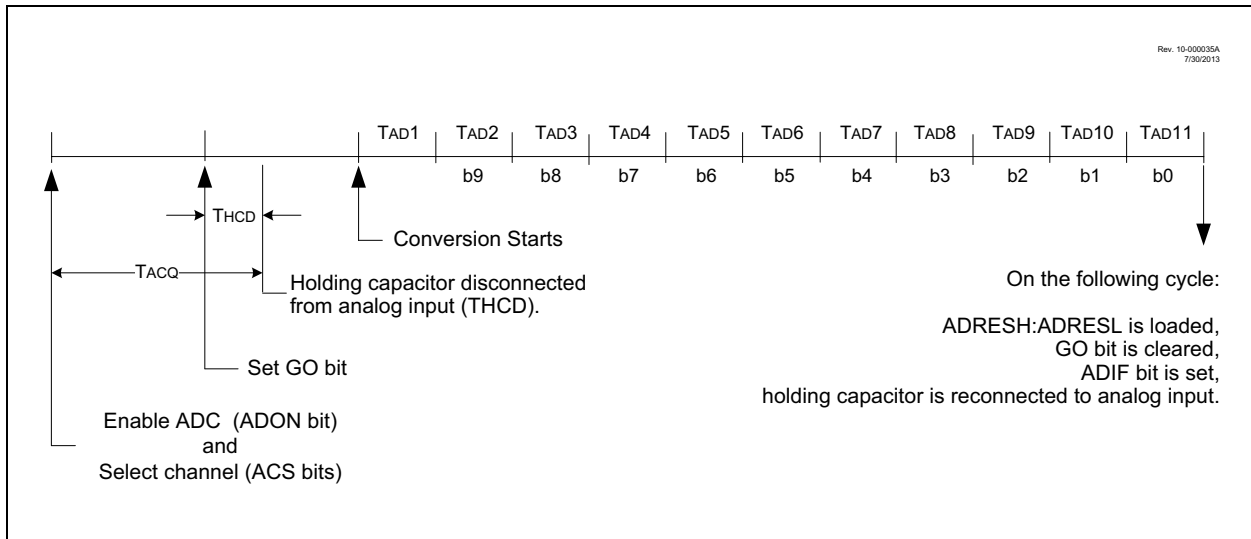 Rev. 10-000035A
7/30/2013
TAD1 TAD2 TAD3 TAD4 TAD5 TAD6 TAD7 TAD8 TAD9 TAD10 TAD11
b9 b8 b7 b6 b5 b4 b3 b2 b1 b0
THCD
Conversion Starts
TACQ
Holding capacitor disconnected
from analog input (THCD).
Set GO bit
Enable ADC (ADON bit)
and
Select channel (ACS bits)
On the following cycle:
ADRESH:ADRESL is loaded,
GO bit is cleared,
ADIF bit is set,
holding capacitor is reconnected to analog input.